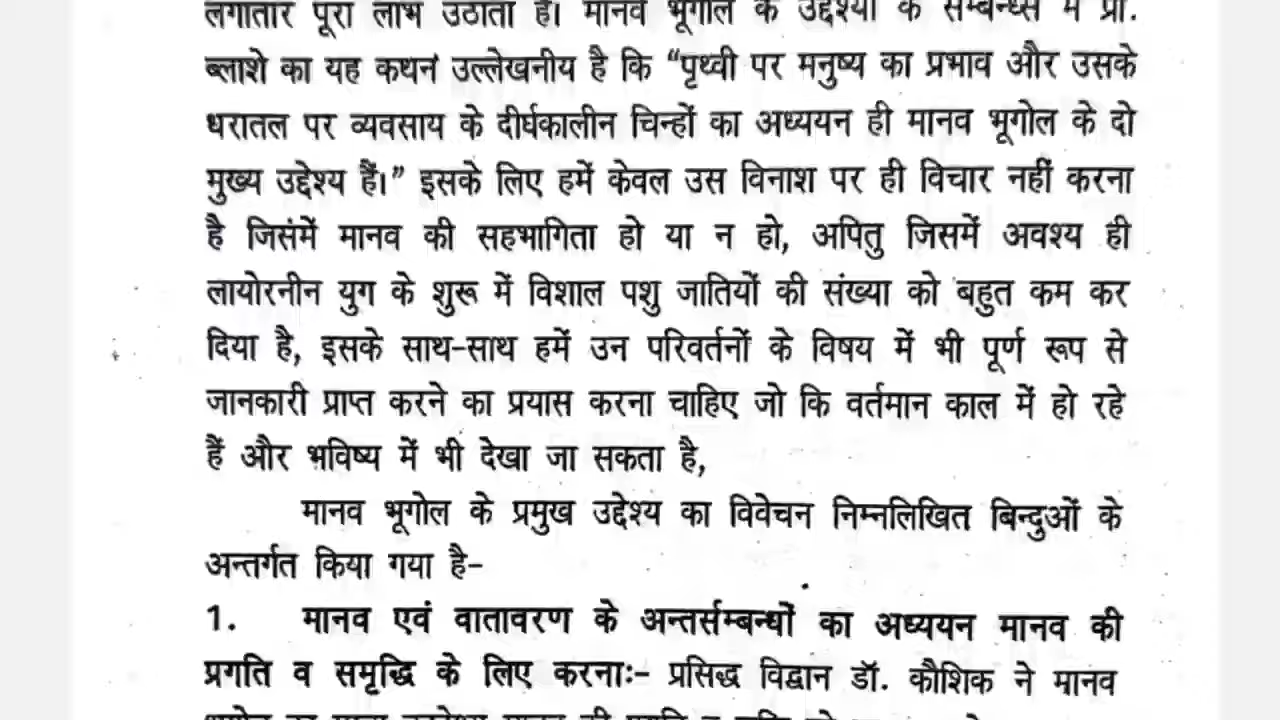 लगातार पूरा लाभ उठाता है। मानव भूगोल के उद्देश्यों के सम्बन्ध्स में प्रो.
ब्लाशे का यह कथन उल्लेखनीय है कि “पृथ्वी पर मनुष्य का प्रभाव और उसके
धरातल पर व्यवसाय के दीर्घकालीन चिन्हों का अध्ययन ही मानव भूगोल के दो
मुख्य उद्देश्य हैं।” इसके लिए हमें केवल उस विनाश पर ही विचार नहीं करना
है जिसंमें मानव की सहभागिता हो या न हो, अपितु जिसमें अवश्य ही
लायोरनीन युग के शुरू में विशाल पशु जातियों की संख्या को बहुत कम कर
दिया है, इसके साथ-साथ हमें उन परिवर्तनों के विषय में भी पूर्ण रूप से
जानकारी प्राप्त करने का प्रयास करना चाहिए जो कि वर्तमान काल में हो रहे
हैं और भविष्य में भी देखा जा सकता है,
मानव भूगोल के प्रमुख उद्देश्य का विवेचन निम्नलिखित बिन्दुओं के
अन्तर्गत किया गया है-
1. मानव एवं वातावरण के अन्तर्सम्बन्धों का अध्ययन मानव की
प्रगति व समृद्धि के लिए करनाः- प्रसिद्ध विद्वान डॉ. कौशिक ने मानव